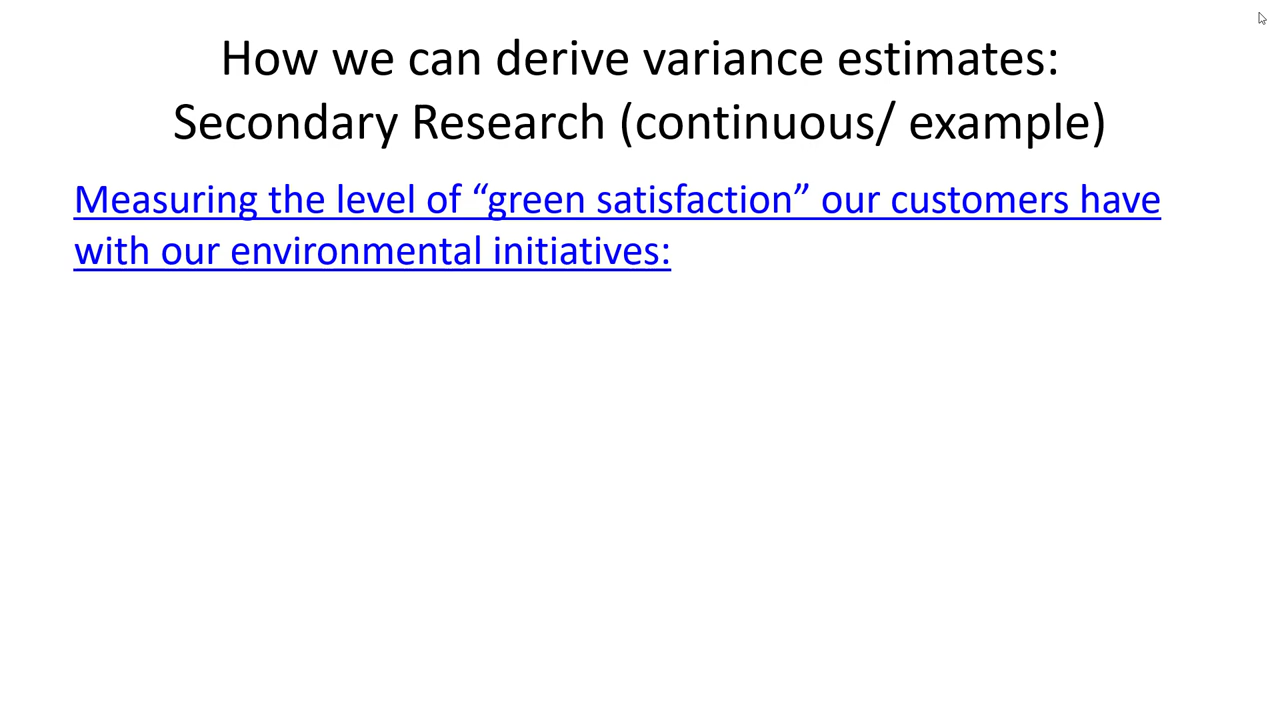 How we can derive variance estimates:
Secondary Research (continuous/ example)
Measuring the level of “green satisfaction” our customers have
with our environmental initiatives: